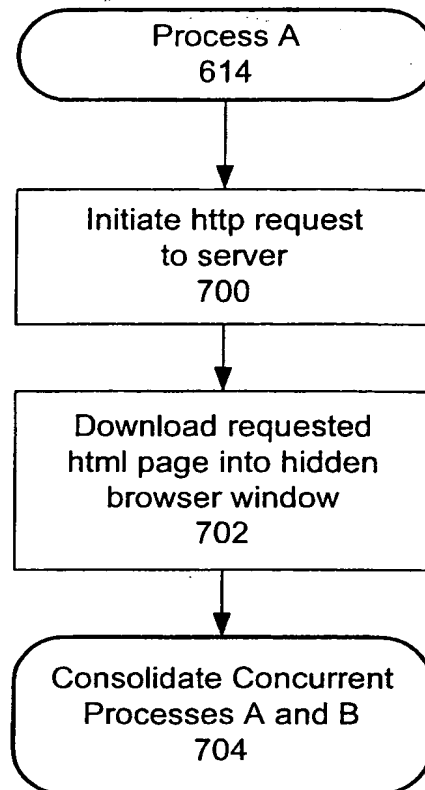 Process A
614
Initiate http request
to server
700
Download requested
html page into hidden
browser window
702
Consolidate Concurrent
Processes A and B
704